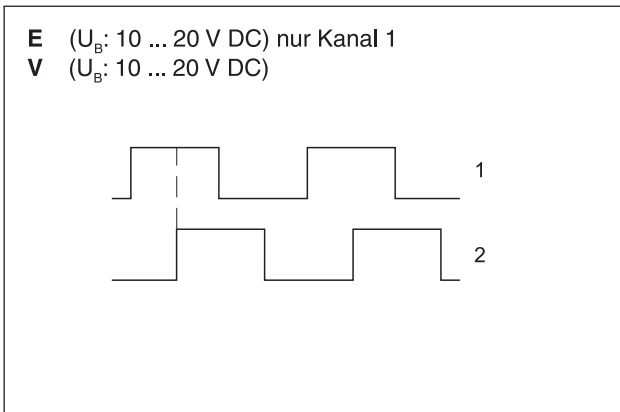 E (U_B: 10 ... 20 V DC) nur Kanal 1
V (U_B: 10 ... 20 V DC)
1
2